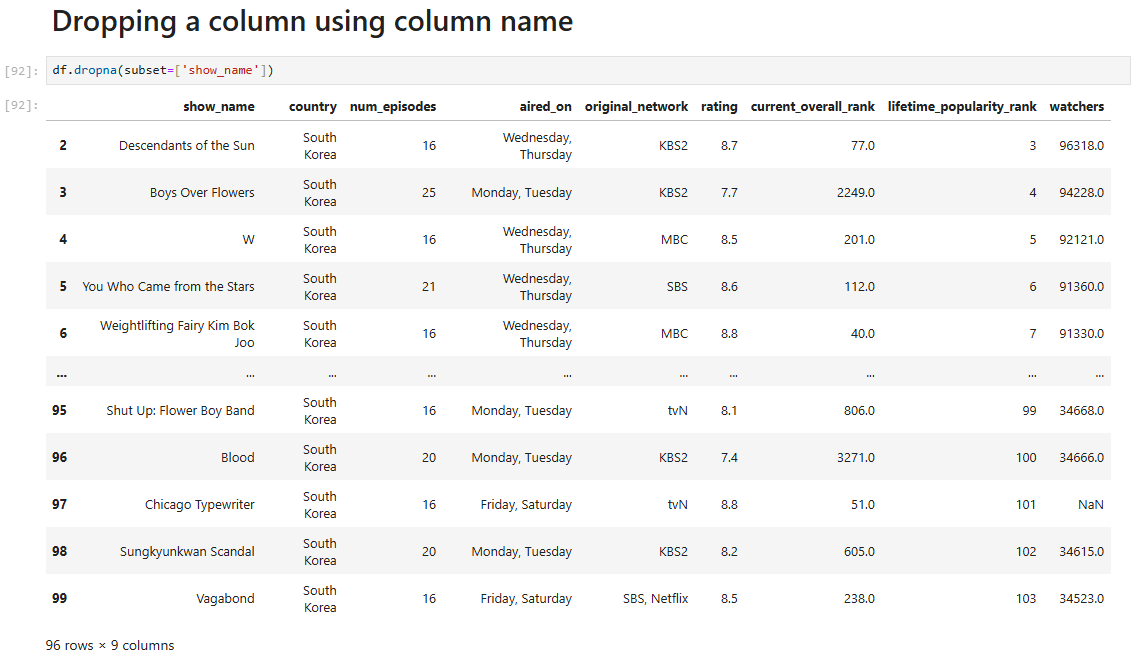 Dropping a column using column name
[92]: df.dropna(subset=['show_name'])
[92]: show_name country num_episodes aired_on original_network rating current_overall_rank lifetime_popularity_rank watchers
2 Descendants of the Sun South Korea 16 Wednesday, Thursday KBS2 8.7 77.0 3 96318.0
3 Boys Over Flowers South Korea 25 Monday, Tuesday KBS2 7.7 2249.0 4 94228.0
4 W South Korea 16 Wednesday, Thursday MBC 8.5 201.0 5 92121.0
5 You Who Came from the Stars South Korea 21 Wednesday, Thursday SBS 8.6 112.0 6 91360.0
6 Weightlifting Fairy Kim Bok Joo South Korea 16 Wednesday, Thursday MBC 8.8 40.0 7 91330.0
... ... ... ... ... ... ... ... ... ...
95 Shut Up: Flower Boy Band South Korea 16 Monday, Tuesday tvN 8.1 806.0 99 34668.0
96 Blood South Korea 20 Monday, Tuesday KBS2 7.4 3271.0 100 34666.0
97 Chicago Typewriter South Korea 16 Friday, Saturday tvN 8.8 51.0 101 NaN
98 Sungkyunkwan Scandal South Korea 20 Monday, Tuesday KBS2 8.2 605.0 102 34615.0
99 Vagabond South Korea 16 Friday, Saturday SBS, Netflix 8.5 238.0 103 34523.0
96 rows × 9 columns